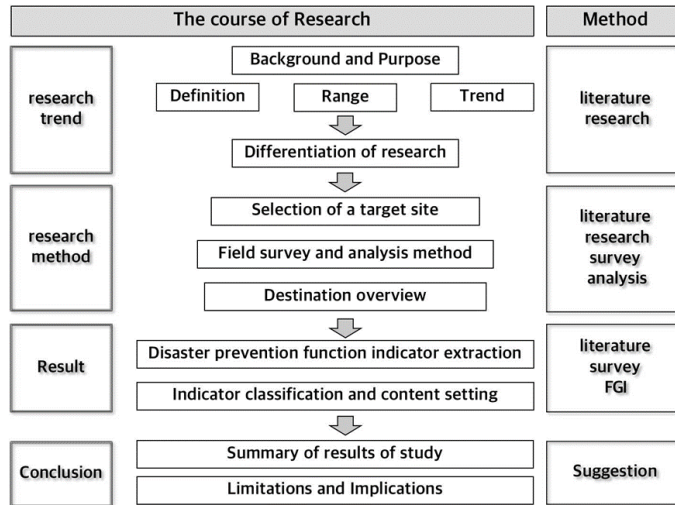 The course of Research
Method
research
trend
Background and Purpose
Definition
Range
Trend
Differentiation of research
literature
research
research
method
Selection of a target site
Field survey and analysis method
Destination overview
literature
research
survey
analysis
Result
Disaster prevention function indicator extraction
Indicator classification and content setting
literature
survey
FGI
Conclusion
Summary of results of study
Limitations and Implications
Suggestion